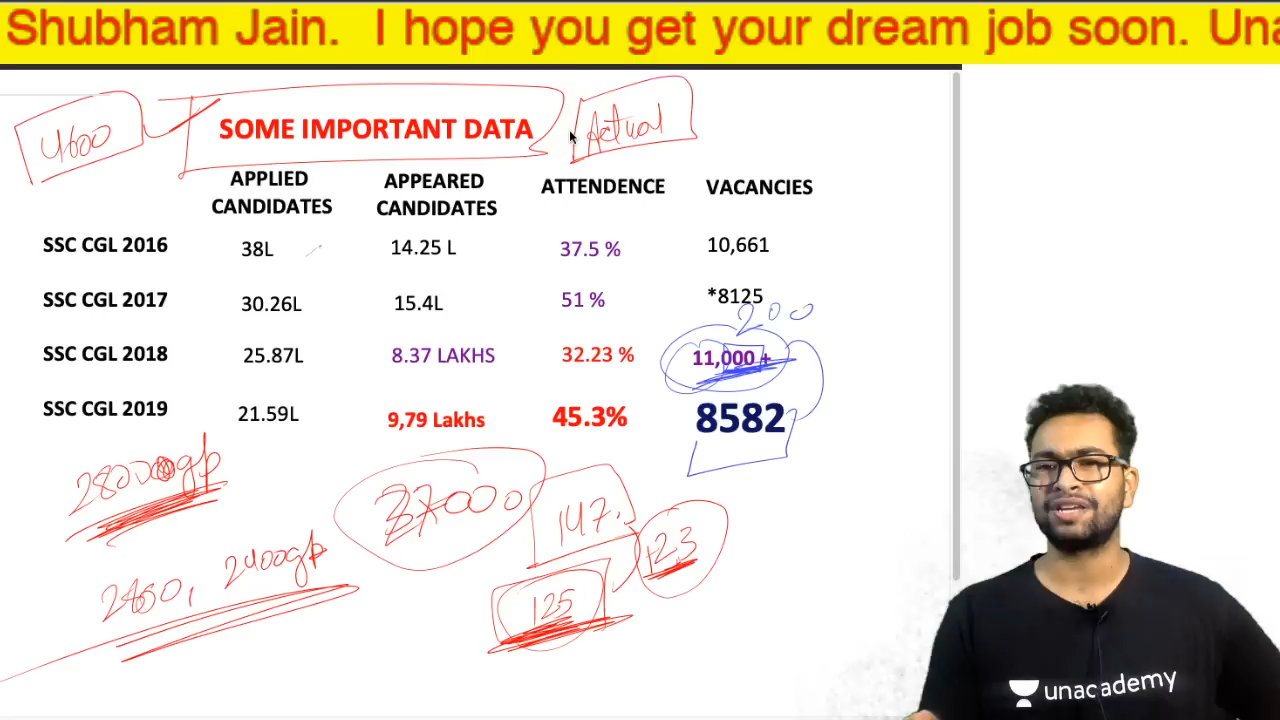 Shubham Jain. I hope you get your dream job soon. Una
4600
SOME IMPORTANT DATA
Actual
APPLIED CANDIDATES APPEARED CANDIDATES ATTENDENCE VACANCIES
SSC CGL 2016 38L 14.25 L 37.5 % 10,661
SSC CGL 2017 30.26L 15.4L 51 % *8125
200
SSC CGL 2018 25.87L 8.37 LAKHS 32.23 % 11,000 +
SSC CGL 2019 21.59L 9,79 Lakhs 45.3% 8582
37000
147.
123
2400gp
125
unacademy